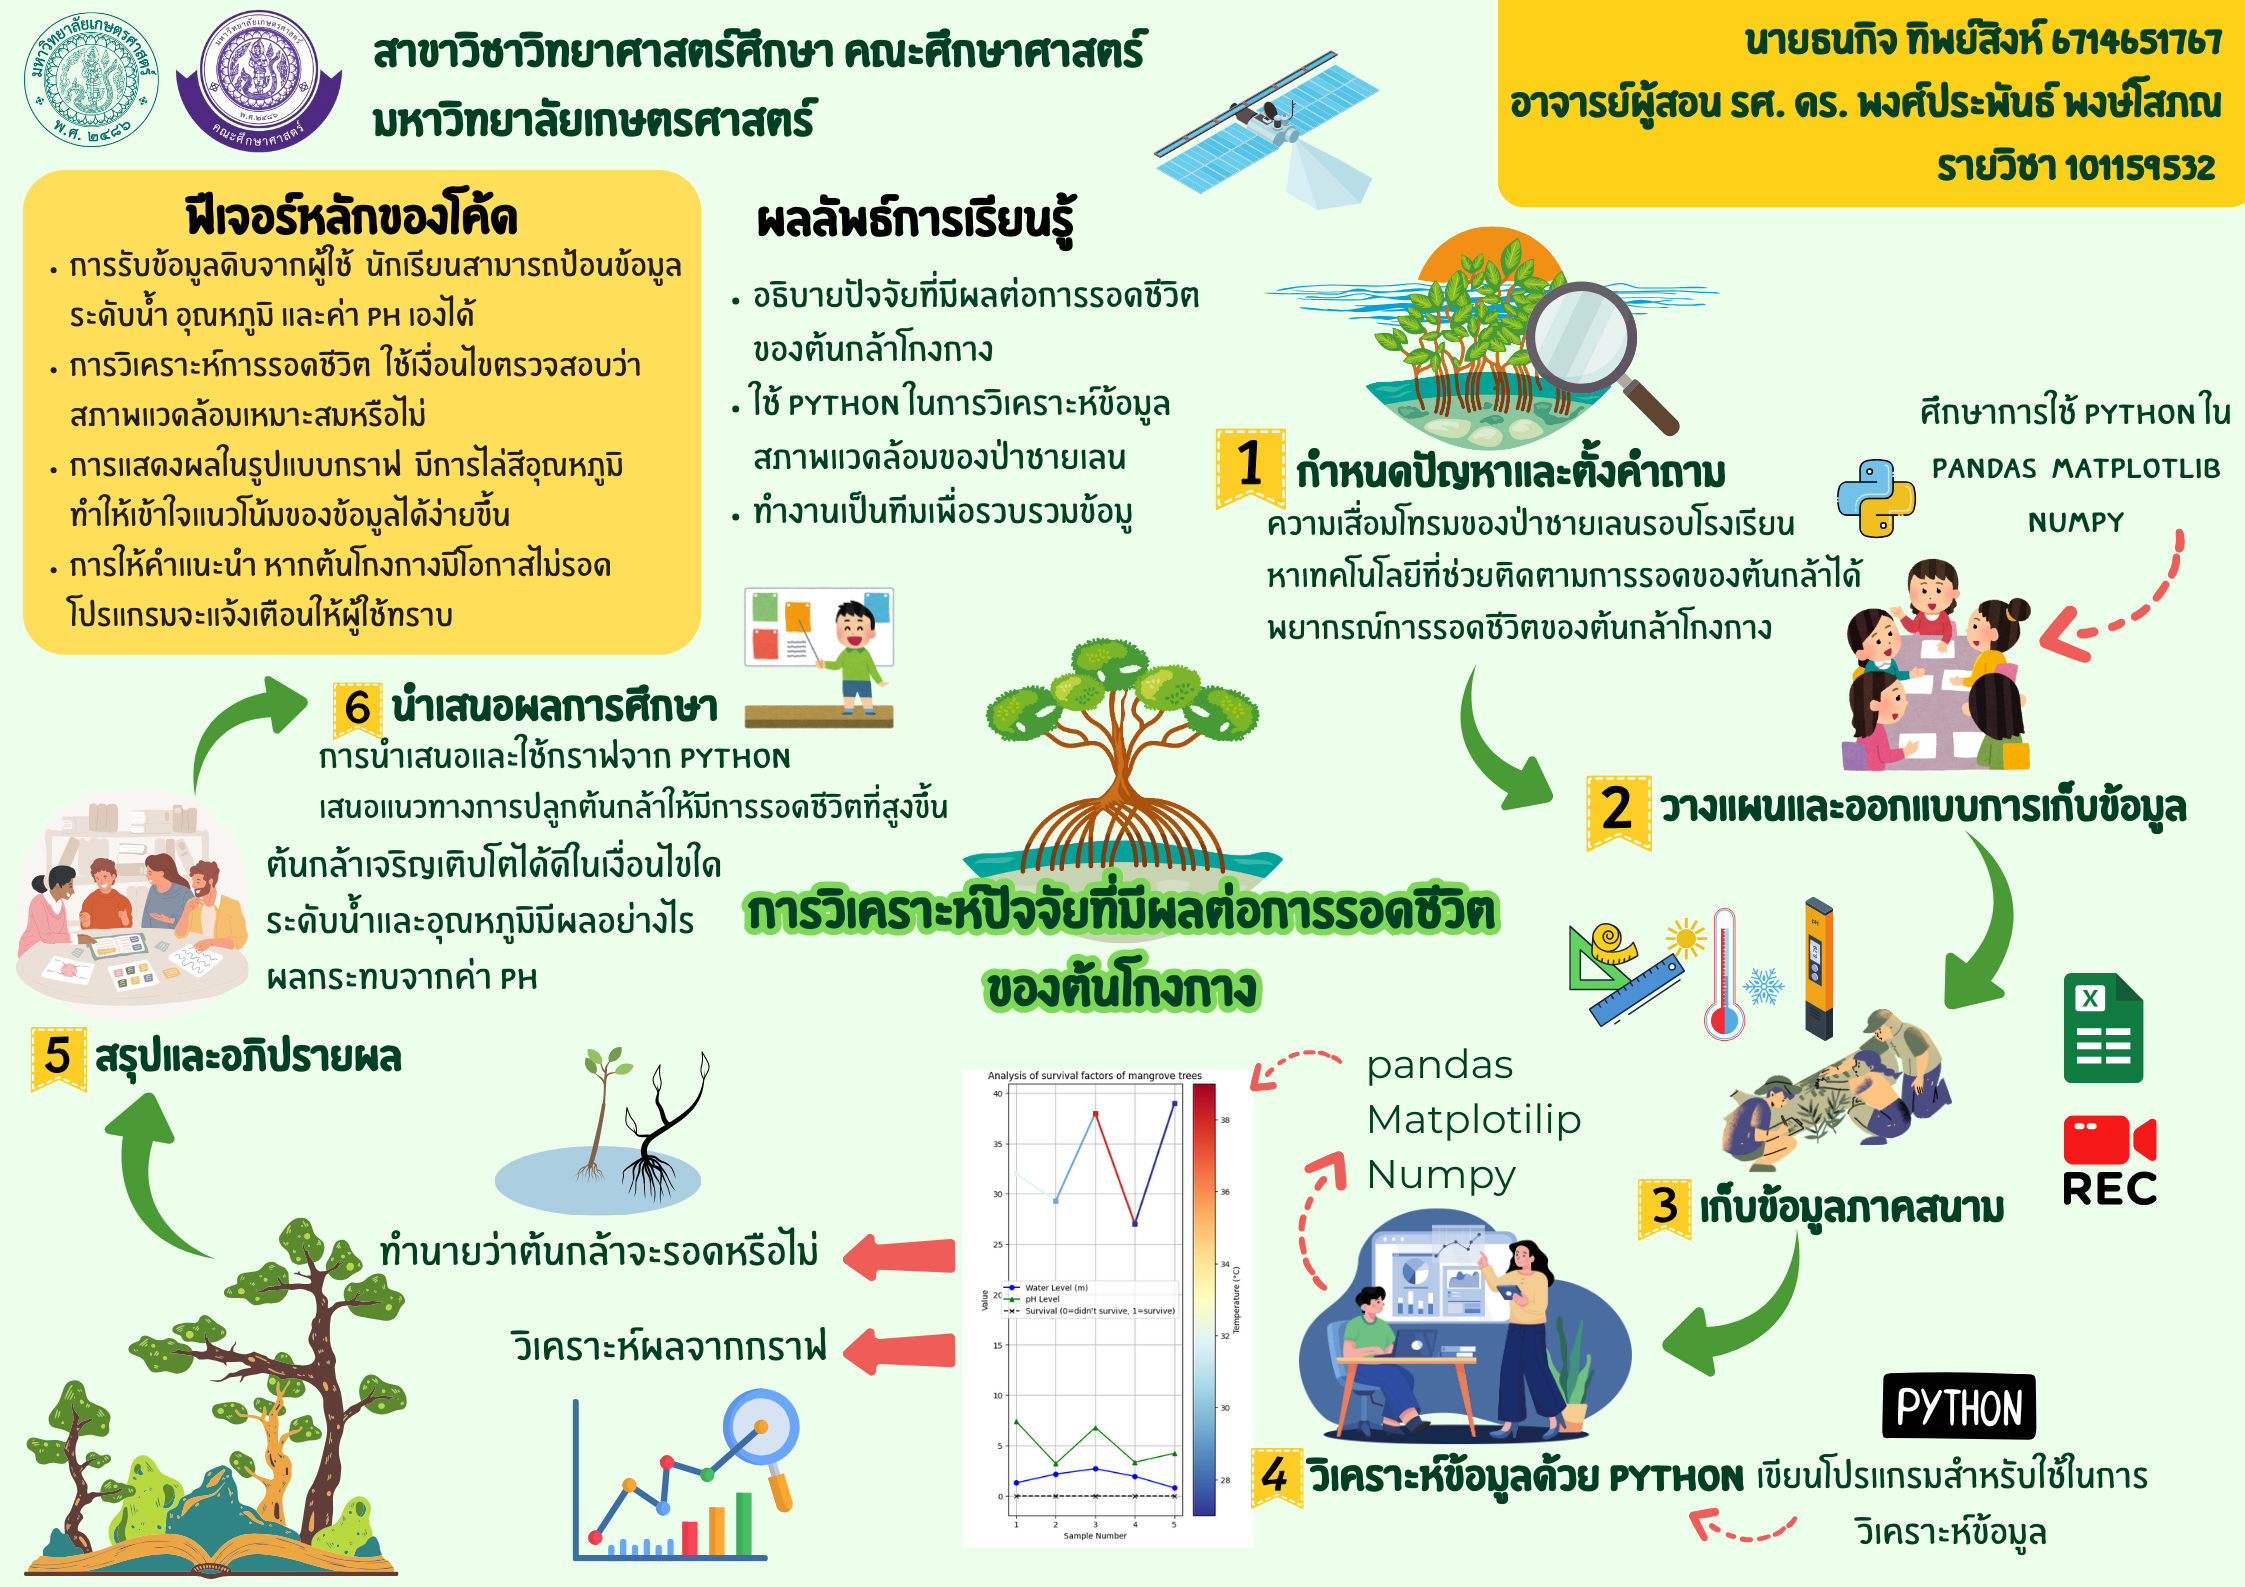 มหาวิทยาลัยเกษตรศาสตร์
พ.ศ. ๒๔๘๖
มหาวิทยาลัยเกษตรศาสตร์
พ.ศ.๒๔๘๖
คณะศึกษาศาสตร์
สาขาวิชาวิทยาศาสตร์ศึกษา คณะศึกษาศาสตร์
มหาวิทยาลัยเกษตรศาสตร์
นายธนกิจ ทิพย์สิงห์ 6714651767
อาจารย์ผู้สอน รศ. ดร. พงศ์ประพันธ์ พงษ์โสภณ
รายวิชา 101159532
ฟีเจอร์หลักของโค้ด
• การรับข้อมูลดิบจากผู้ใช้ นักเรียนสามารถป้อนข้อมูล
ระดับน้ำ อุณหภูมิ และค่า PH เองได้
• การวิเคราะห์การรอดชีวิต ใช้เงื่อนไขตรวจสอบว่า
สภาพแวดล้อมเหมาะสมหรือไม่
• การแสดงผลในรูปแบบกราฟ มีการไล่สีอุณหภูมิ
ทำให้เข้าใจแนวโน้มของข้อมูลได้ง่ายขึ้น
• การให้คำแนะนำ หากต้นโกงกางมีโอกาสไม่รอด
โปรแกรมจะแจ้งเตือนให้ผู้ใช้ทราบ
ผลลัพธ์การเรียนรู้
• อธิบายปัจจัยที่มีผลต่อการรอดชีวิต
ของต้นกล้าโกงกาง
• ใช้ PYTHON ในการวิเคราะห์ข้อมูล
สภาพแวดล้อมของป่าชายเลน
• ทำงานเป็นทีมเพื่อรวบรวมข้อมู
1 กำหนดปัญหาและตั้งคำถาม
ความเสื่อมโทรมของป่าชายเลนรอบโรงเรียน
หาเทคโนโลยีที่ช่วยติดตามการรอดของต้นกล้าได้
พยากรณ์การรอดชีวิตของต้นกล้าโกงกาง
ศึกษาการใช้ PYTHON ใน
PANDAS MATPLOTLIB
NUMPY
2 วางแผนและออกแบบการเก็บข้อมูล
X
REC
3 เก็บข้อมูลภาคสนาม
PYTHON
4 วิเคราะห์ข้อมูลด้วย PYTHON
เขียนโปรแกรมสำหรับใช้ในการ
วิเคราะห์ข้อมูล
pandas
Matplotilip
Numpy
6 นำเสนอผลการศึกษา
การนำเสนอและใช้กราฟจาก PYTHON
เสนอแนวทางการปลูกต้นกล้าให้มีการรอดชีวิตที่สูงขึ้น
ต้นกล้าเจริญเติบโตได้ดีในเงื่อนไขใด
ระดับน้ำและอุณหภูมิมีผลอย่างไร
ผลกระทบจากค่า PH
5 สรุปและอภิปรายผล
การวิเคราะห์ปัจจัยที่มีผลต่อการรอดชีวิต
ของต้นโกงกาง
ทำนายว่าต้นกล้าจะรอดหรือไม่
วิเคราะห์ผลจากกราฟ
Analysis of survival factors of mangrove trees
40
35
30
25
20
15
10
5
0
Value
Water Level (m)
pH Level
Survival (0=didn't survive, 1=survive)
1 2 3 4 5
Sample Number
38
36
34
32
30
28
Temperature (°C)